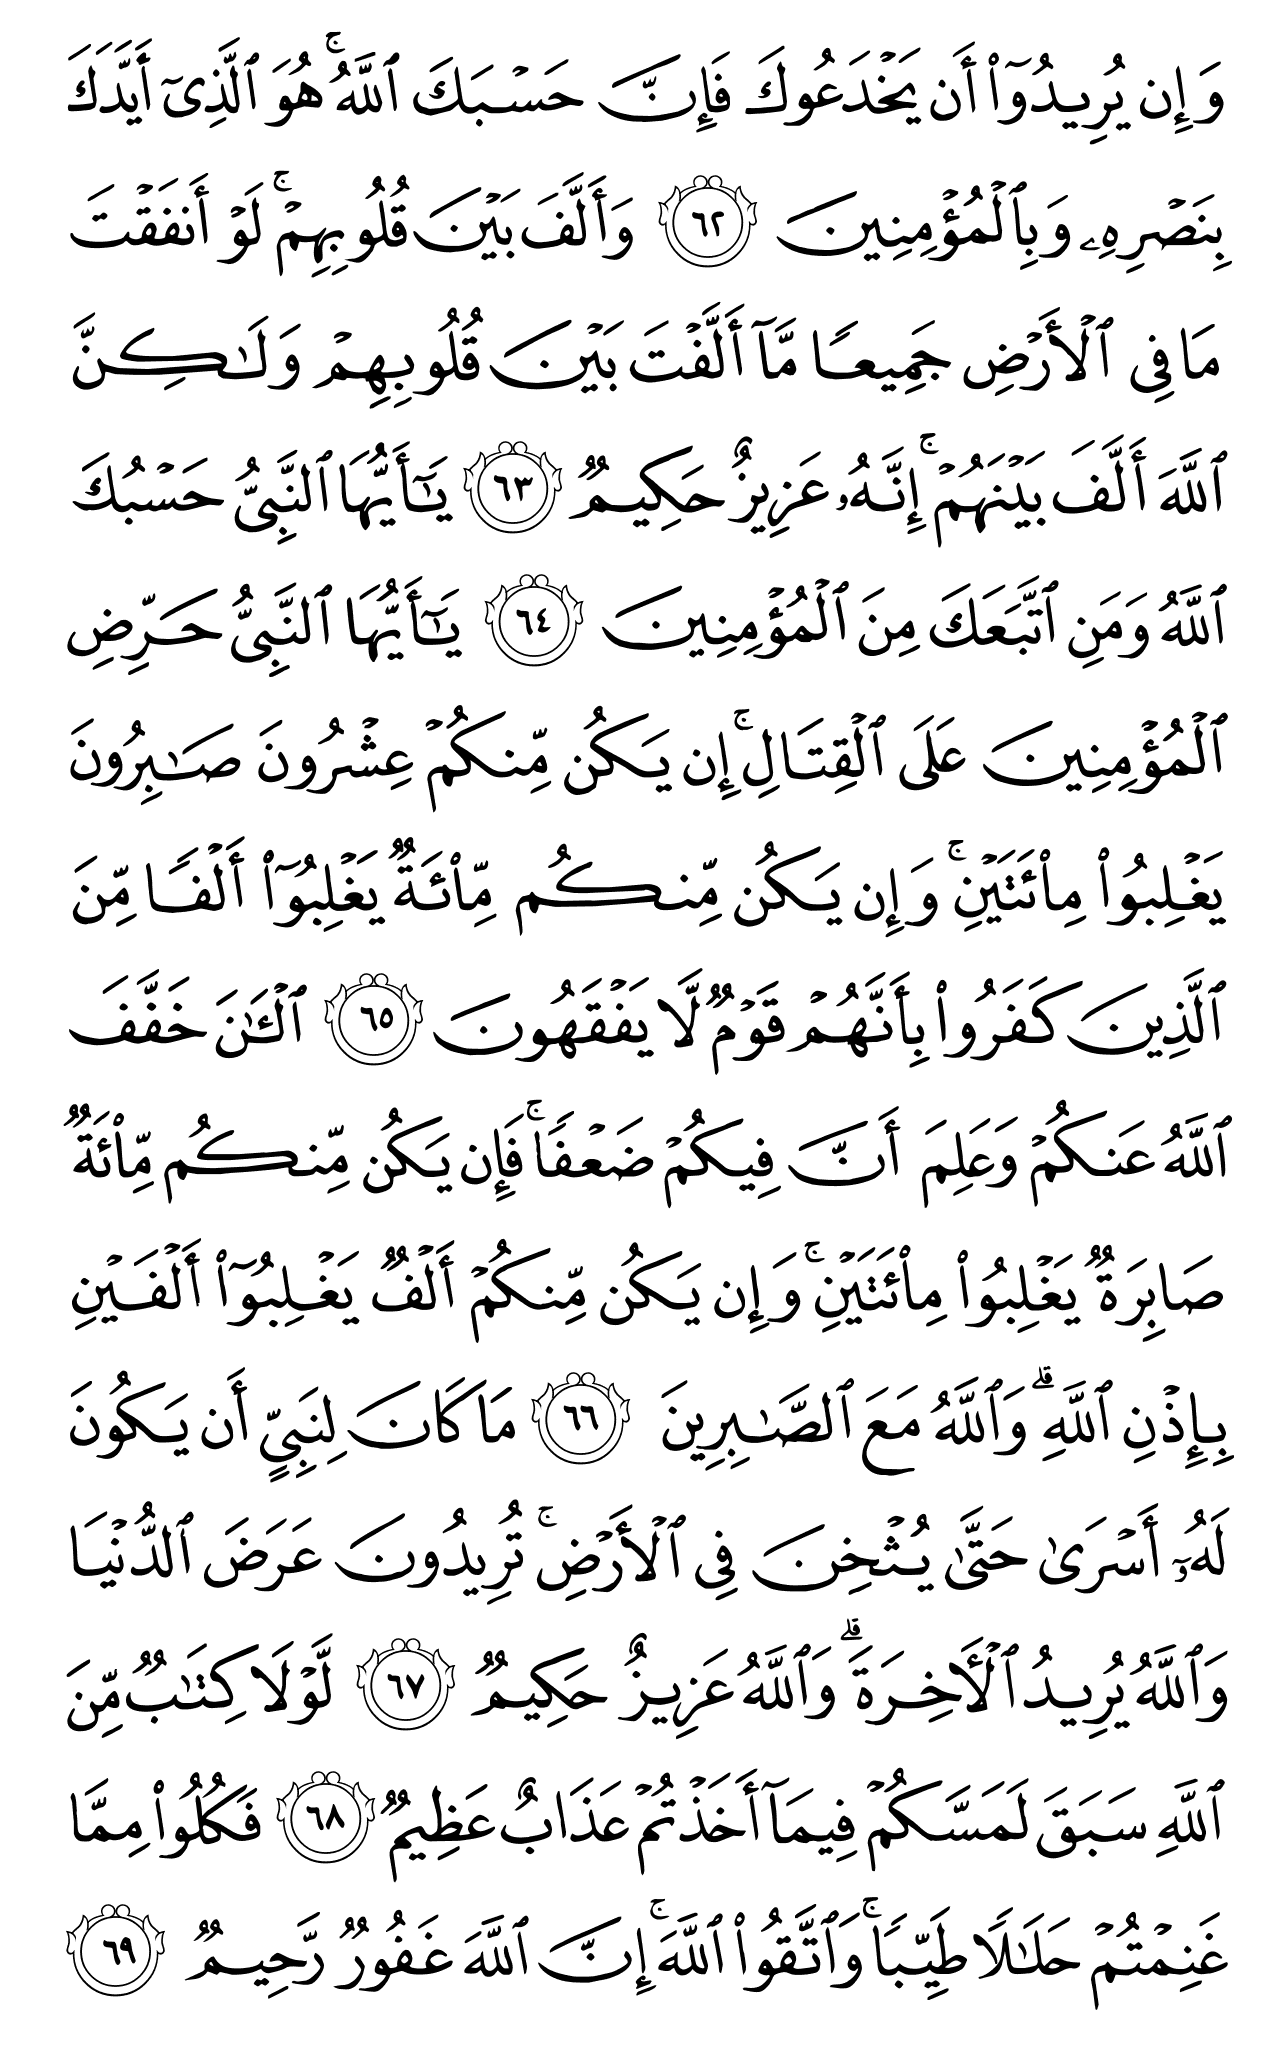 وَإِن يُرِيدُوٓا۟ أَن يَخْدَعُوكَ فَإِنَّ حَسْبَكَ ٱللَّهُ ۚ هُوَ ٱلَّذِىٓ أَيَّدَكَ
بِنَصْرِهِۦ وَبِٱلْمُؤْمِنِينَ ٦٢ وَأَلَّفَ بَيْنَ قُلُوبِهِمْ ۚ لَوْ أَنفَقْتَ
مَا فِى ٱلْأَرْضِ جَمِيعًا مَّآ أَلَّفْتَ بَيْنَ قُلُوبِهِمْ وَلَـٰكِنَّ
ٱللَّهَ أَلَّفَ بَيْنَهُمْ ۚ إِنَّهُۥ عَزِيزٌ حَكِيمٌ ٦٣ يَـٰٓأَيُّهَا ٱلنَّبِىُّ حَسْبُكَ
ٱللَّهُ وَمَنِ ٱتَّبَعَكَ مِنَ ٱلْمُؤْمِنِينَ ٦٤ يَـٰٓأَيُّهَا ٱلنَّبِىُّ حَرِّضِ
ٱلْمُؤْمِنِينَ عَلَى ٱلْقِتَالِ ۚ إِن يَكُن مِّنكُمْ عِشْرُونَ صَـٰبِرُونَ
يَغْلِبُوا۟ مِا۟ئَتَيْنِ ۚ وَإِن يَكُن مِّنكُم مِّا۟ئَةٌ يَغْلِبُوٓا۟ أَلْفًا مِّنَ
ٱلَّذِينَ كَفَرُوا۟ بِأَنَّهُمْ قَوْمٌ لَّا يَفْقَهُونَ ٦٥ ٱلْـَٔـٰنَ خَفَّفَ
ٱللَّهُ عَنكُمْ وَعَلِمَ أَنَّ فِيكُمْ ضَعْفًا ۚ فَإِن يَكُن مِّنكُم مِّا۟ئَةٌ
صَابِرَةٌ يَغْلِبُوا۟ مِا۟ئَتَيْنِ ۚ وَإِن يَكُن مِّنكُمْ أَلْفٌ يَغْلِبُوٓا۟ أَلْفَيْنِ
بِإِذْنِ ٱللَّهِ ۗ وَٱللَّهُ مَعَ ٱلصَّـٰبِرِينَ ٦٦ مَا كَانَ لِنَبِىٍّ أَن يَكُونَ
لَهُۥٓ أَسْرَىٰ حَتَّىٰ يُثْخِنَ فِى ٱلْأَرْضِ ۚ تُرِيدُونَ عَرَضَ ٱلدُّنْيَا
وَٱللَّهُ يُرِيدُ ٱلْـَٔاخِرَةَ ۗ وَٱللَّهُ عَزِيزٌ حَكِيمٌ ٦٧ لَّوْلَا كِتَـٰبٌ مِّنَ
ٱللَّهِ سَبَقَ لَمَسَّكُمْ فِيمَآ أَخَذْتُمْ عَذَابٌ عَظِيمٌ ٦٨ فَكُلُوا۟ مِمَّا
غَنِمْتُمْ حَلَـٰلًا طَيِّبًا ۚ وَٱتَّقُوا۟ ٱللَّهَ ۚ إِنَّ ٱللَّهَ غَفُورٌ رَّحِيمٌ ٦٩